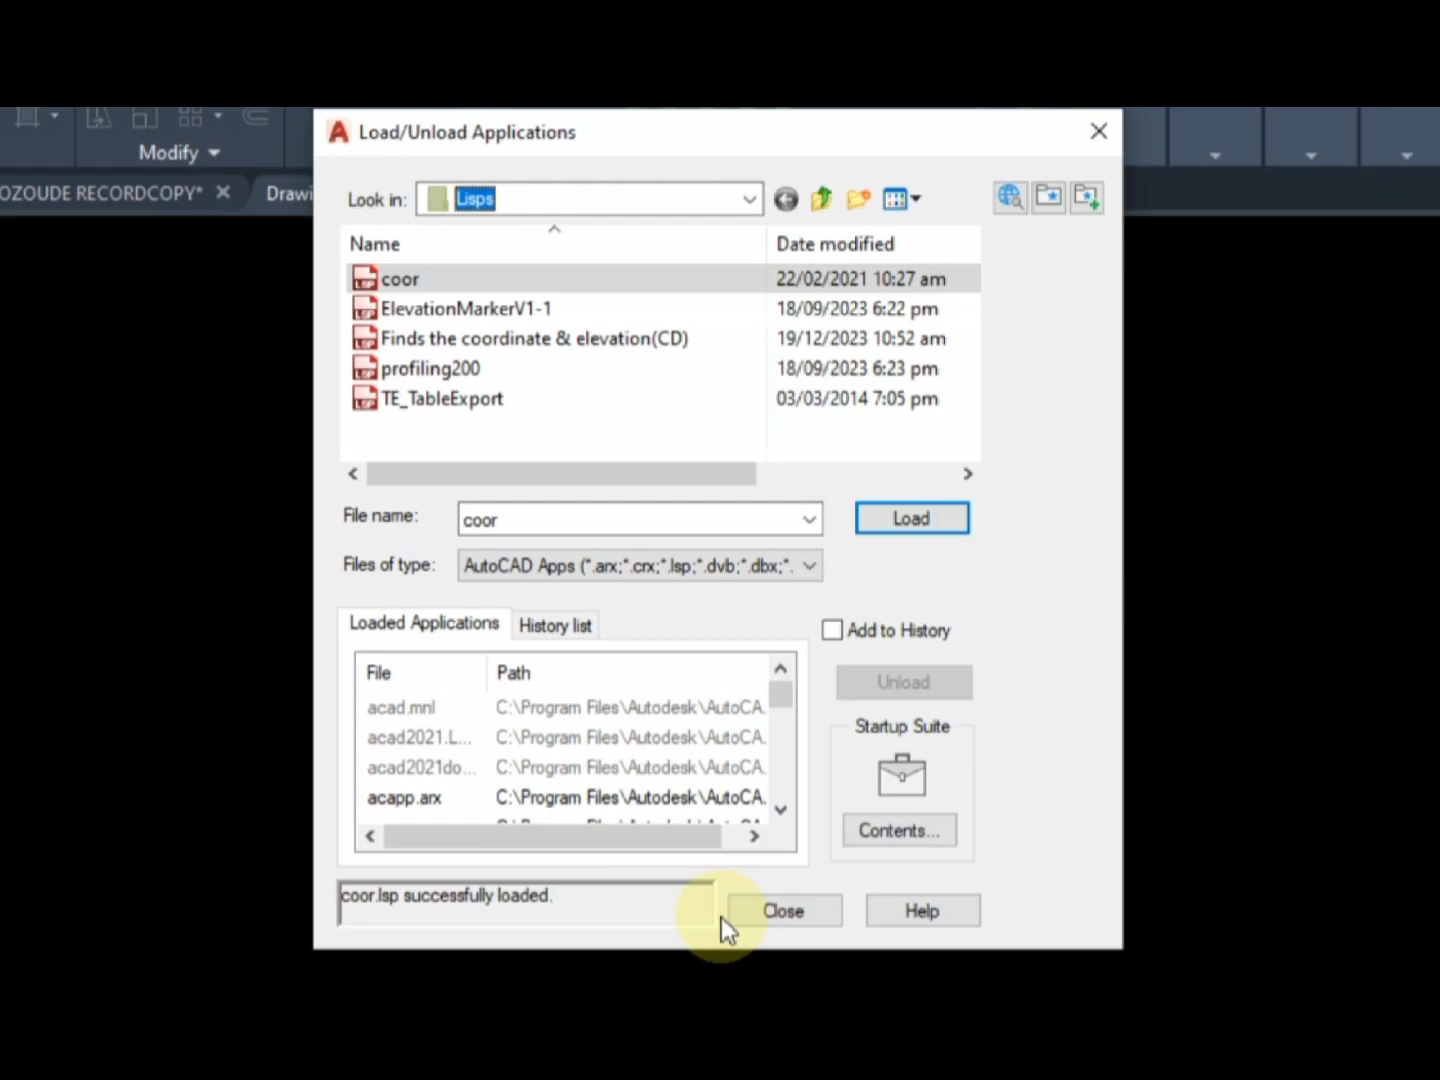 Load/Unload Applications
Modify
OZOUDE RECORDCOPY*
Drawi
Look in: Lisps
Name Date modified
coor 22/02/2021 10:27 am
ElevationMarkerV1-1 18/09/2023 6:22 pm
Finds the coordinate & elevation(CD) 19/12/2023 10:52 am
profiling200 18/09/2023 6:23 pm
TE_TableExport 03/03/2014 7:05 pm
File name: coor Load
Files of type: AutoCAD Apps (*.arx;*.crx;*.lsp;*.dvb;*.dbx;*.
Loaded Applications History list Add to History
File Path
acad.mnl C:\Program Files\Autodesk\AutoCA.
Unload
acad2021.L... C:\Program Files\Autodesk\AutoCA.
Startup Suite
acad2021do... C:\Program Files\Autodesk\AutoCA.
acapp.arx C:\Program Files\Autodesk\AutoCA.
Contents...
coor.lsp successfully loaded.
Close Help